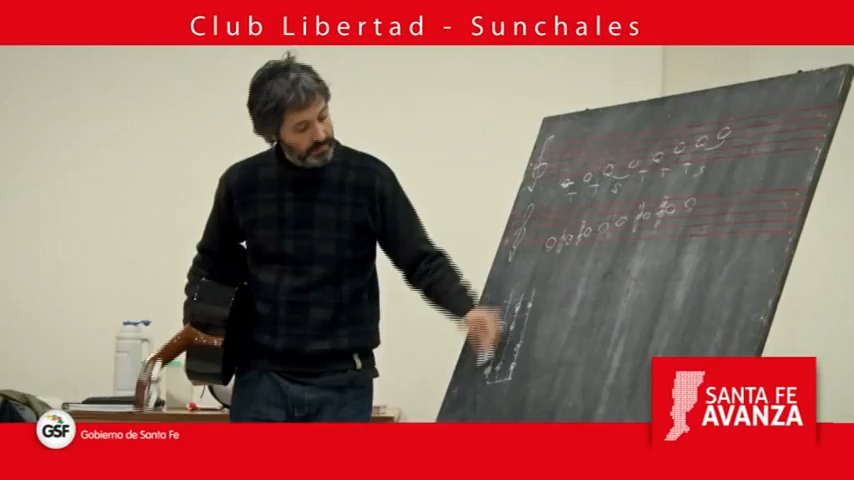 Club Libertad - Sunchales
SANTA FE
AVANZA
GSF
Gobierno de Santa Fe